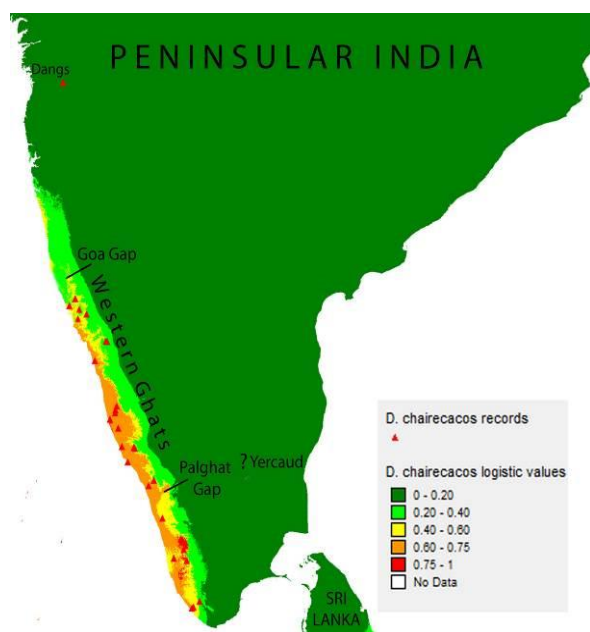 PENINSULAR INDIA
Dangs
Goa Gap
Western Ghats
Palghat
Gap
? Yercaud
SRI
LANKA
D. chairecacos records
D. chairecacos logistic values
0 - 0.20
0.20 - 0.40
0.40 - 0.60
0.60 - 0.75
0.75 - 1
No Data